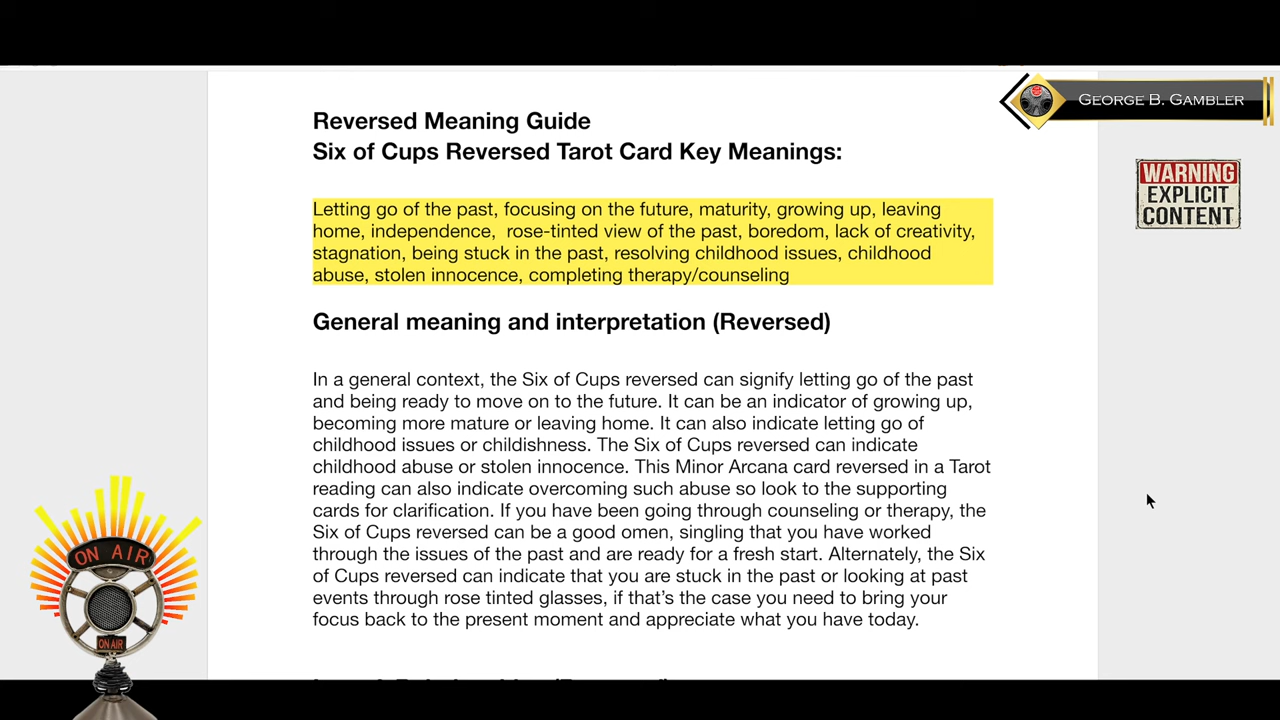 GEORGE B. GAMBLER
WARNING
EXPLICIT
CONTENT
Reversed Meaning Guide
Six of Cups Reversed Tarot Card Key Meanings:
Letting go of the past, focusing on the future, maturity, growing up, leaving
home, independence,  rose-tinted view of the past, boredom, lack of creativity,
stagnation, being stuck in the past, resolving childhood issues, childhood
abuse, stolen innocence, completing therapy/counseling
General meaning and interpretation (Reversed)
In a general context, the Six of Cups reversed can signify letting go of the past
and being ready to move on to the future. It can be an indicator of growing up,
becoming more mature or leaving home. It can also indicate letting go of
childhood issues or childishness. The Six of Cups reversed can indicate
childhood abuse or stolen innocence. This Minor Arcana card reversed in a Tarot
reading can also indicate overcoming such abuse so look to the supporting
cards for clarification. If you have been going through counseling or therapy, the
Six of Cups reversed can be a good omen, singling that you have worked
through the issues of the past and are ready for a fresh start. Alternately, the Six
of Cups reversed can indicate that you are stuck in the past or looking at past
events through rose tinted glasses, if that's the case you need to bring your
focus back to the present moment and appreciate what you have today.
ON AIR
ON AIR